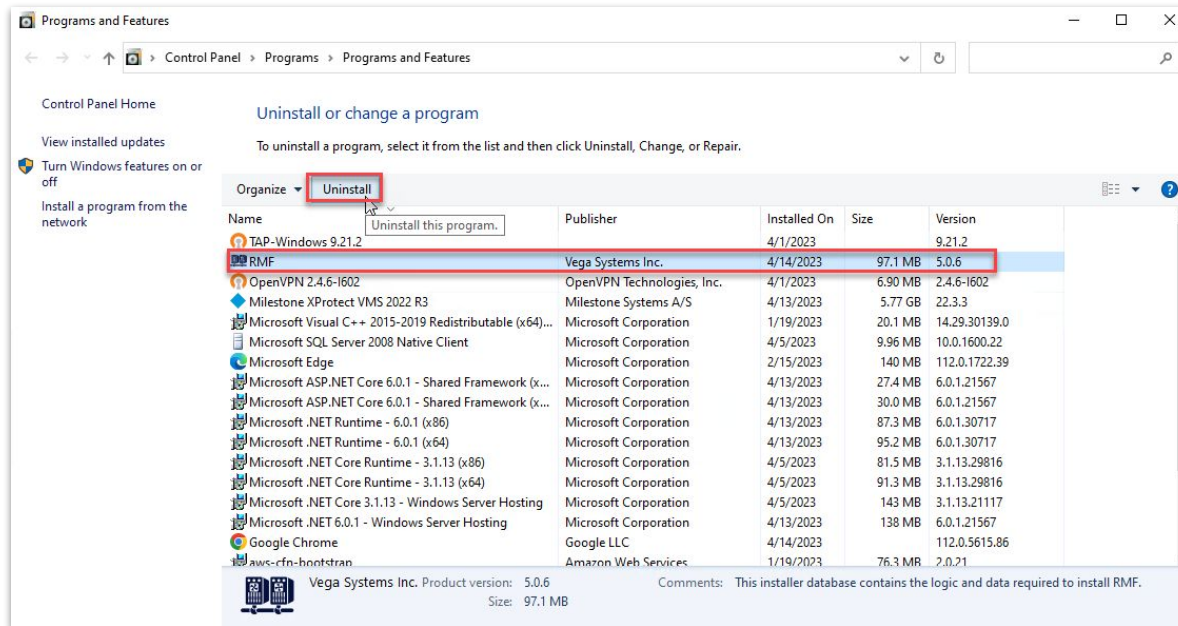 Programs and Features
Control Panel > Programs > Programs and Features
Control Panel Home
View installed updates
Turn Windows features on or
off
Install a program from the
network
Uninstall or change a program
To uninstall a program, select it from the list and then click Uninstall, Change, or Repair.
Organize Uninstall
Uninstall this program.
Name Publisher Installed On Size Version
TAP-Windows 9.21.2 4/1/2023 9.21.2
RMF Vega Systems Inc. 4/14/2023 97.1 MB 5.0.6
OpenVPN 2.4.6-I602 OpenVPN Technologies, Inc. 4/1/2023 6.90 MB 2.4.6-I602
Milestone XProtect VMS 2022 R3 Milestone Systems A/S 4/13/2023 5.77 GB 22.3.3
Microsoft Visual C++ 2015-2019 Redistributable (x64)... Microsoft Corporation 1/19/2023 20.1 MB 14.29.30139.0
Microsoft SQL Server 2008 Native Client Microsoft Corporation 4/5/2023 9.96 MB 10.0.1600.22
Microsoft Edge Microsoft Corporation 2/15/2023 140 MB 112.0.1722.39
Microsoft ASP.NET Core 6.0.1 - Shared Framework (x... Microsoft Corporation 4/13/2023 27.4 MB 6.0.1.21567
Microsoft ASP.NET Core 6.0.1 - Shared Framework (x... Microsoft Corporation 4/13/2023 30.0 MB 6.0.1.21567
Microsoft .NET Runtime - 6.0.1 (x86) Microsoft Corporation 4/13/2023 87.3 MB 6.0.1.30717
Microsoft .NET Runtime - 6.0.1 (x64) Microsoft Corporation 4/13/2023 95.2 MB 6.0.1.30717
Microsoft .NET Core Runtime - 3.1.13 (x86) Microsoft Corporation 4/5/2023 81.5 MB 3.1.13.29816
Microsoft .NET Core Runtime - 3.1.13 (x64) Microsoft Corporation 4/5/2023 91.3 MB 3.1.13.29816
Microsoft .NET Core 3.1.13 - Windows Server Hosting Microsoft Corporation 4/5/2023 143 MB 3.1.13.21117
Microsoft .NET 6.0.1 - Windows Server Hosting Microsoft Corporation 4/13/2023 138 MB 6.0.1.21567
Google Chrome Google LLC 4/14/2023 112.0.5615.86
aws-cfn-bootstrap Amazon Web Services 1/19/2023 76.3 MB 2.0.21
Vega Systems Inc. Product version: 5.0.6 Comments: This installer database contains the logic and data required to install RMF.
Size: 97.1 MB